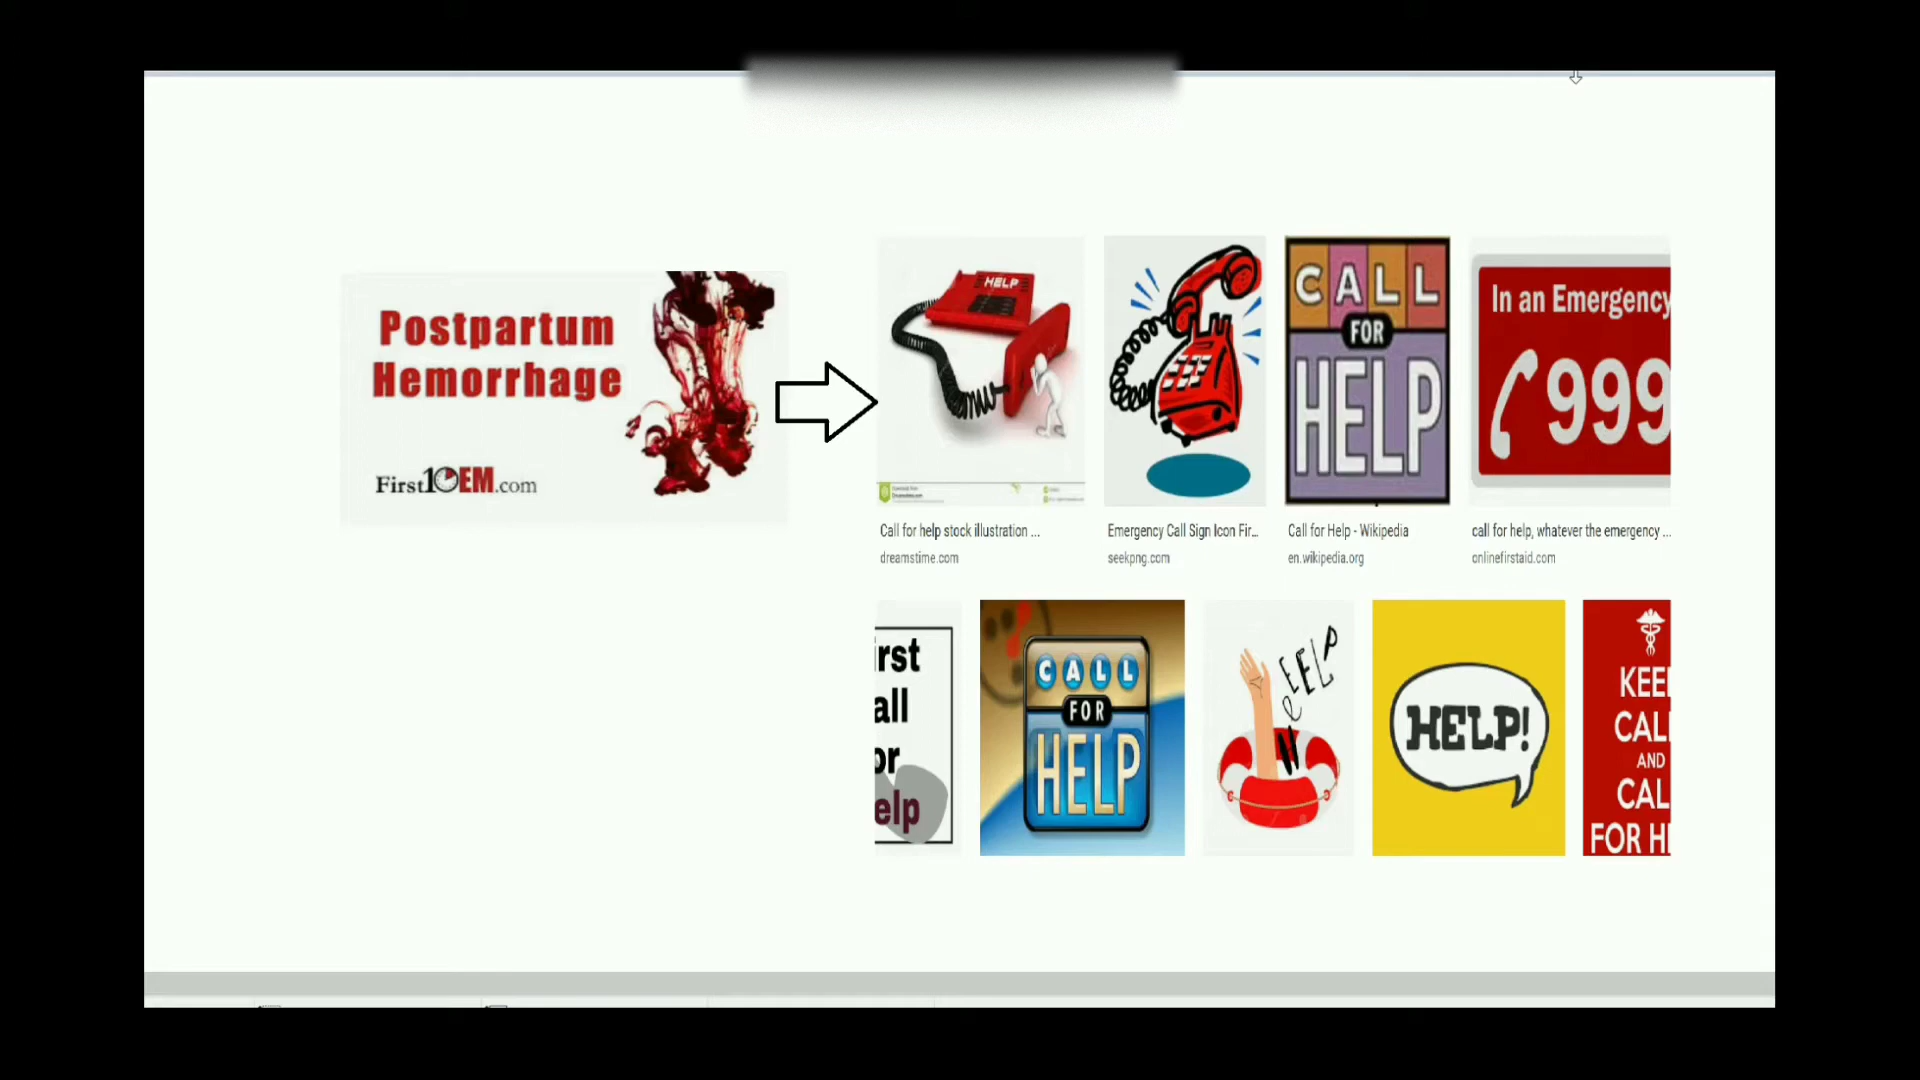 Postpartum
Hemorrhage
First10EM.com
HELP
CALL
FOR
HELP
In an Emergency
999
Call for help stock illustration ...
dreamstime.com
Emergency Call Sign Icon Fir...
seekpng.com
Call for Help - Wikipedia
en.wikipedia.org
call for help, whatever the emergency ...
onlinefirstaid.com
irst
all
or
elp
CALL
FOR
HELP
HEELP
HELP!
KEE
CAL
AND
CAL
FOR H